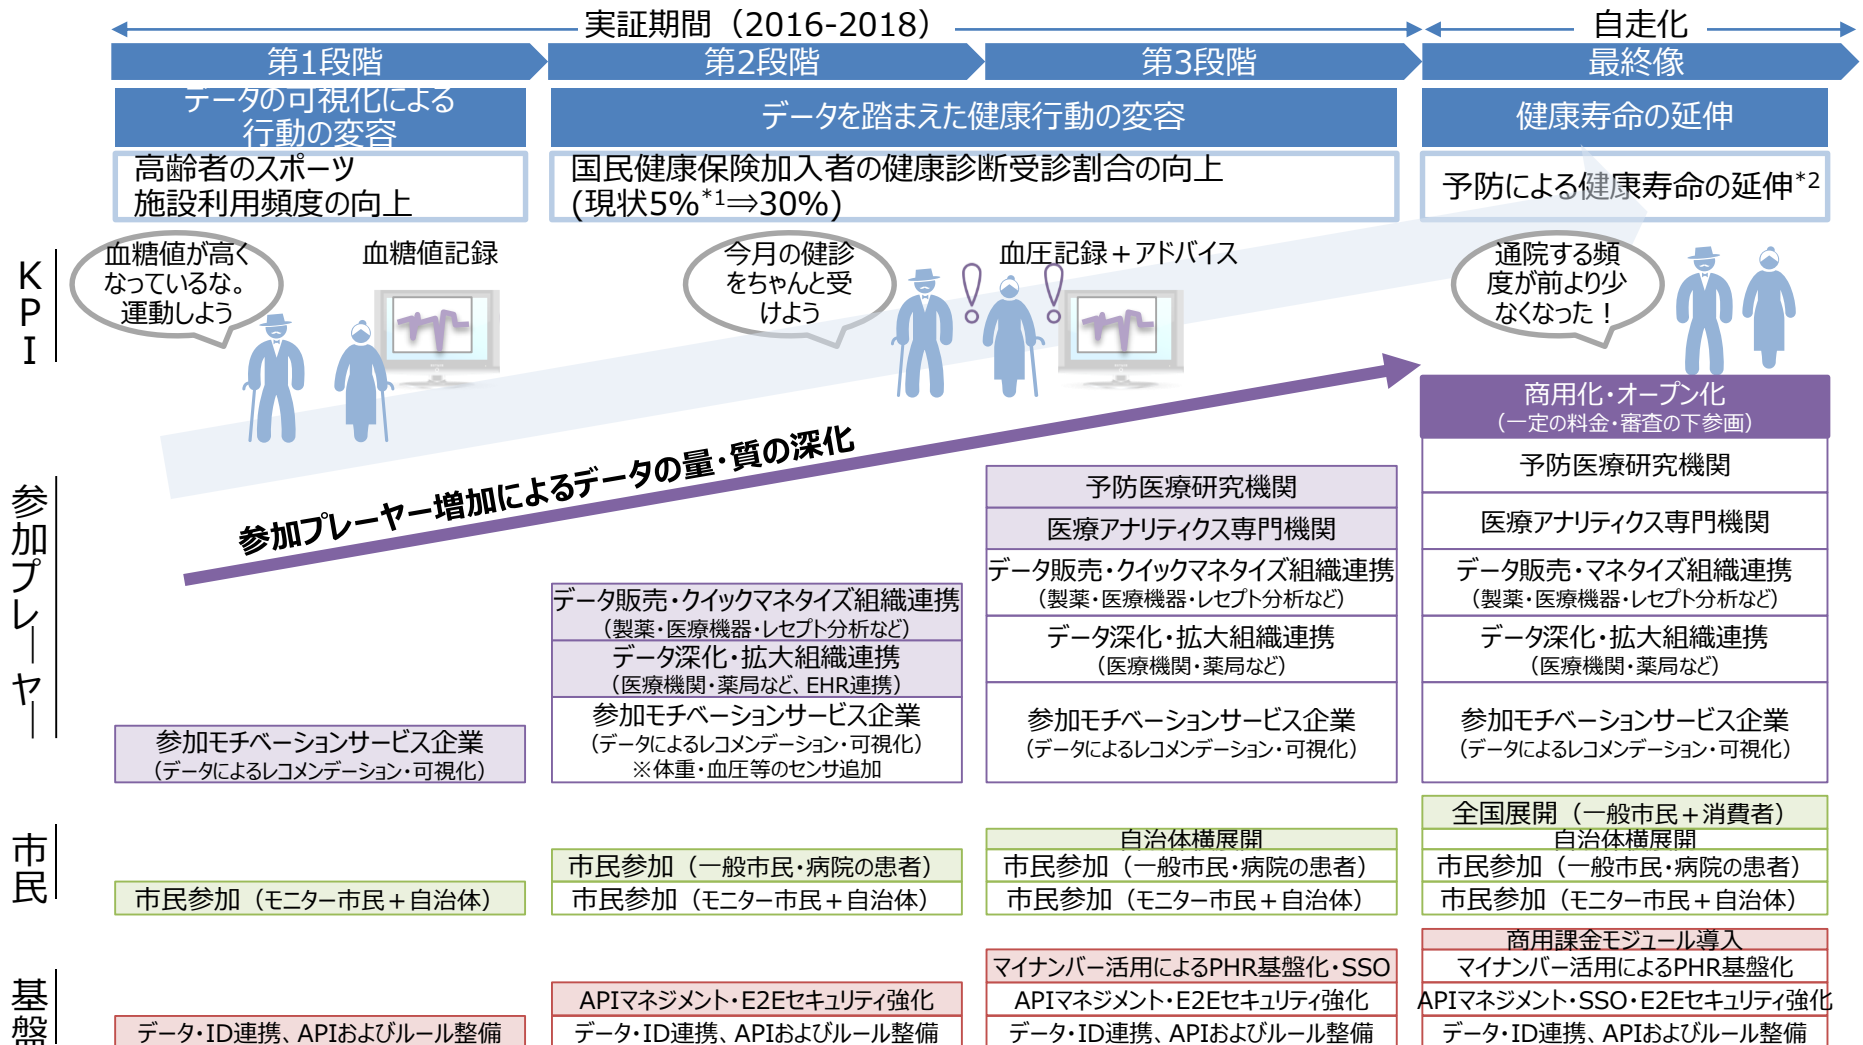 実証期間（2016-2018）
自走化
第1段階
第2段階
第3段階
最終像
データの可視化による
行動の変容
データを踏まえた健康行動の変容
健康寿命の延伸
高齢者のスポーツ
施設利用頻度の向上
国民健康保険加入者の健康診断受診割合の向上
(現状5%*1⇒30%)
予防による健康寿命の延伸*2
KPI
血糖値が高く
なっているな。
運動しよう
血糖値記録
今月の健診
をちゃんと受
けよう
血圧記録＋アドバイス
通院する頻
度が前より少
なくなった！
参加プレーヤー増加によるデータの量・質の深化
参加プレーヤー
参加モチベーションサービス企業
（データによるレコメンデーション・可視化）
データ販売・クイックマネタイズ組織連携
（製薬・医療機器・レセプト分析など）
データ深化・拡大組織連携
（医療機関・薬局など、EHR連携）
参加モチベーションサービス企業
（データによるレコメンデーション・可視化）
※体重・血圧等のセンサ追加
予防医療研究機関
医療アナリティクス専門機関
データ販売・クイックマネタイズ組織連携
（製薬・医療機器・レセプト分析など）
データ深化・拡大組織連携
（医療機関・薬局など）
参加モチベーションサービス企業
（データによるレコメンデーション・可視化）
商用化・オープン化
（一定の料金・審査の下参画）
予防医療研究機関
医療アナリティクス専門機関
データ販売・マネタイズ組織連携
（製薬・医療機器・レセプト分析など）
データ深化・拡大組織連携
（医療機関・薬局など）
参加モチベーションサービス企業
（データによるレコメンデーション・可視化）
市民
市民参加（モニター市民＋自治体）
市民参加（一般市民・病院の患者）
市民参加（モニター市民＋自治体）
自治体横展開
市民参加（一般市民・病院の患者）
市民参加（モニター市民＋自治体）
全国展開（一般市民＋消費者）
自治体横展開
市民参加（一般市民・病院の患者）
市民参加（モニター市民＋自治体）
基盤
データ・ID連携、APIおよびルール整備
APIマネジメント・E2Eセキュリティ強化
データ・ID連携、APIおよびルール整備
マイナンバー活用によるPHR基盤化・SSO
APIマネジメント・E2Eセキュリティ強化
データ・ID連携、APIおよびルール整備
商用課金モジュール導入
マイナンバー活用によるPHR基盤化
APIマネジメント・SSO・E2Eセキュリティ強化
データ・ID連携、APIおよびルール整備